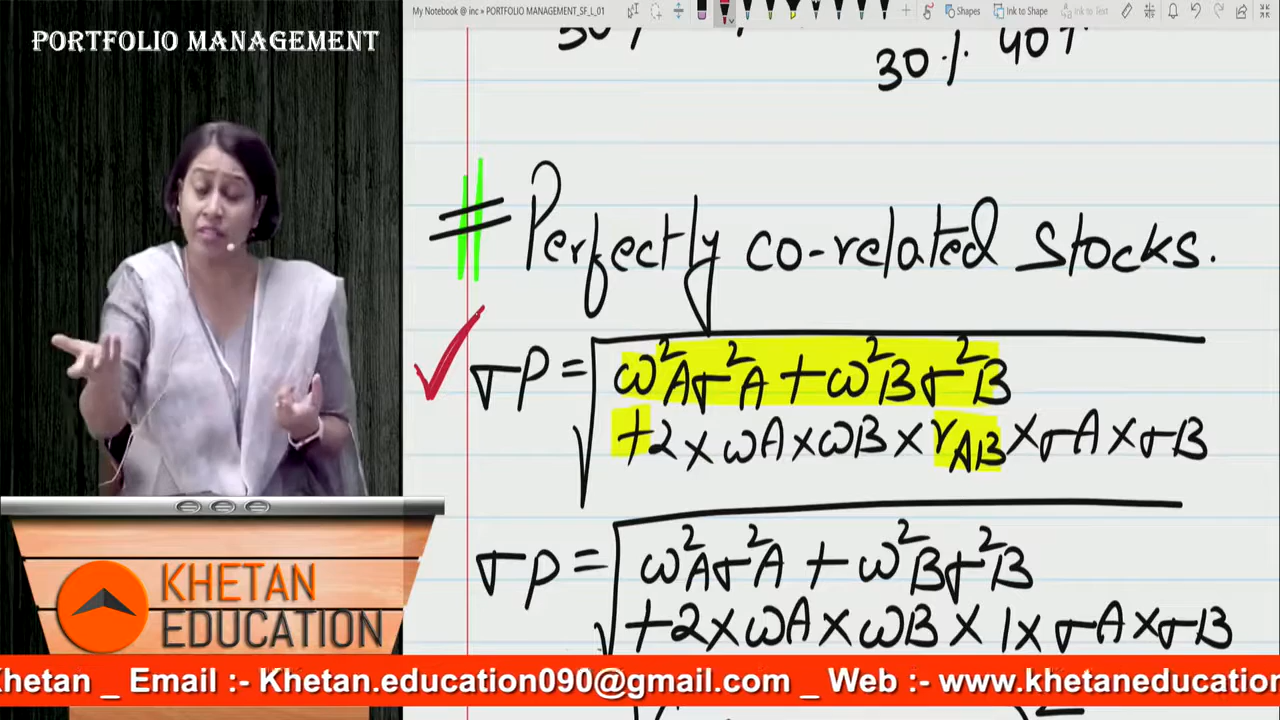 My Notebook @ inc » PORTFOLIO MANAGEMENT_SF_L_01
Shapes
Ink to Shape
Ink to Text
PORTFOLIO MANAGEMENT
30% 40%
Perfectly co-related stocks.
σP = √ω²Aσ²A + ω²Bσ²B
+2×ωA×ωB×rAB×σA×σB
σP = √ω²Aσ²A + ω²Bσ²B
+2×ωA×ωB×1×σA×σB
KHETAN
EDUCATION
Khetan _ Email :- Khetan.education090@gmail.com _ Web :- www.khetaneducation